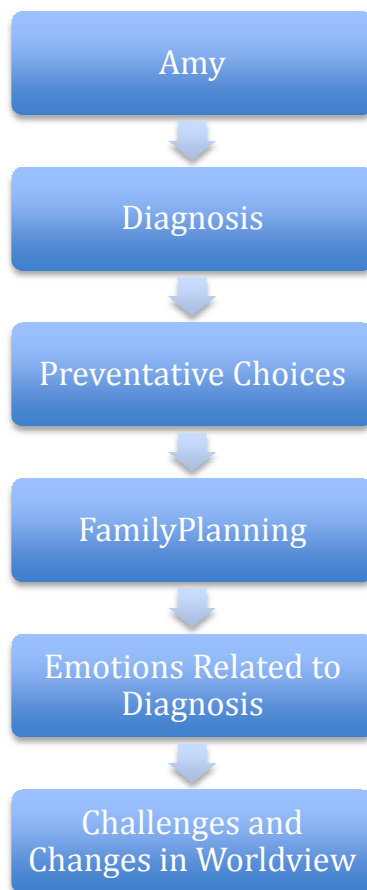 Amy
Diagnosis
Preventative Choices
FamilyPlanning
Emotions Related to
Diagnosis
Challenges and
Changes in Worldview